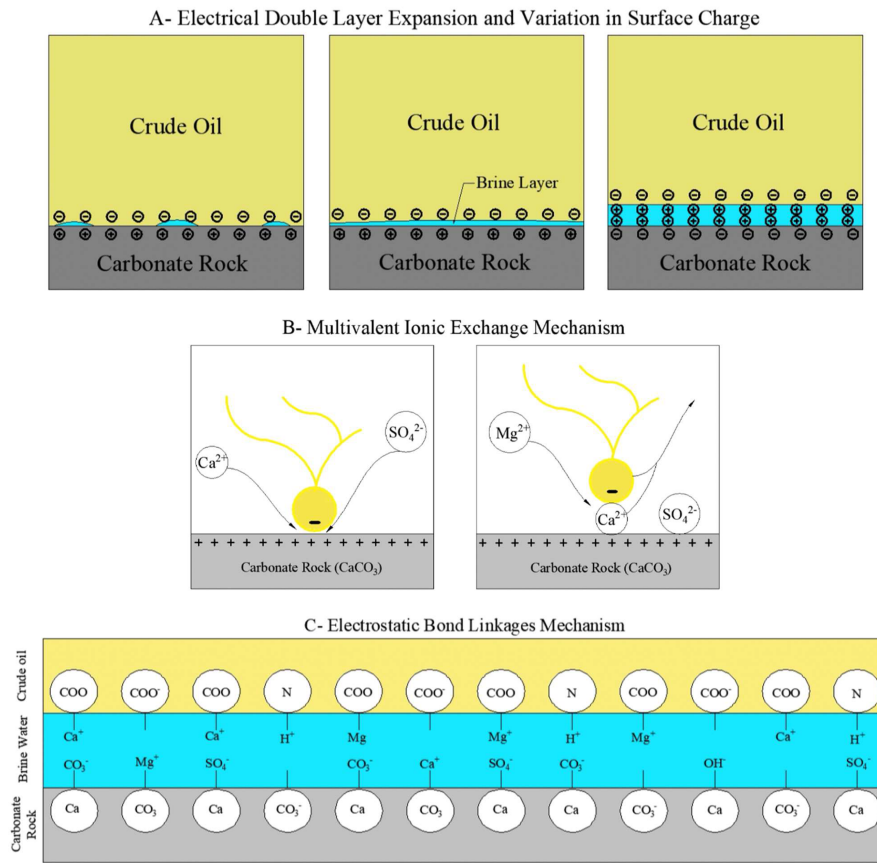 A- Electrical Double Layer Expansion and Variation in Surface Charge
Crude Oil
Carbonate Rock
Crude Oil
Brine Layer
Carbonate Rock
Crude Oil
Carbonate Rock
B- Multivalent Ionic Exchange Mechanism
Ca²⁺
SO₄²⁻
Carbonate Rock (CaCO₃)
Mg²⁺
Ca²⁺
SO₄²⁻
Carbonate Rock (CaCO₃)
C- Electrostatic Bond Linkages Mechanism
Crude oil
COO COO⁻ COO N COO COO⁻ COO N COO COO⁻ COO N
Brine Water
Ca⁺ Ca⁺ H⁺ Mg Mg⁺ H⁺ Mg⁺ Ca⁺ H⁺
CO₃⁻ Mg⁺ SO₄⁻ CO₃⁻ Ca⁺ SO₄⁻ CO₃⁻ OH⁻ SO₄⁻
Carbonate
Rock
Ca CO₃ Ca CO₃⁻ Ca CO₃ Ca Ca CO₃⁻ Ca CO₃⁻ Ca